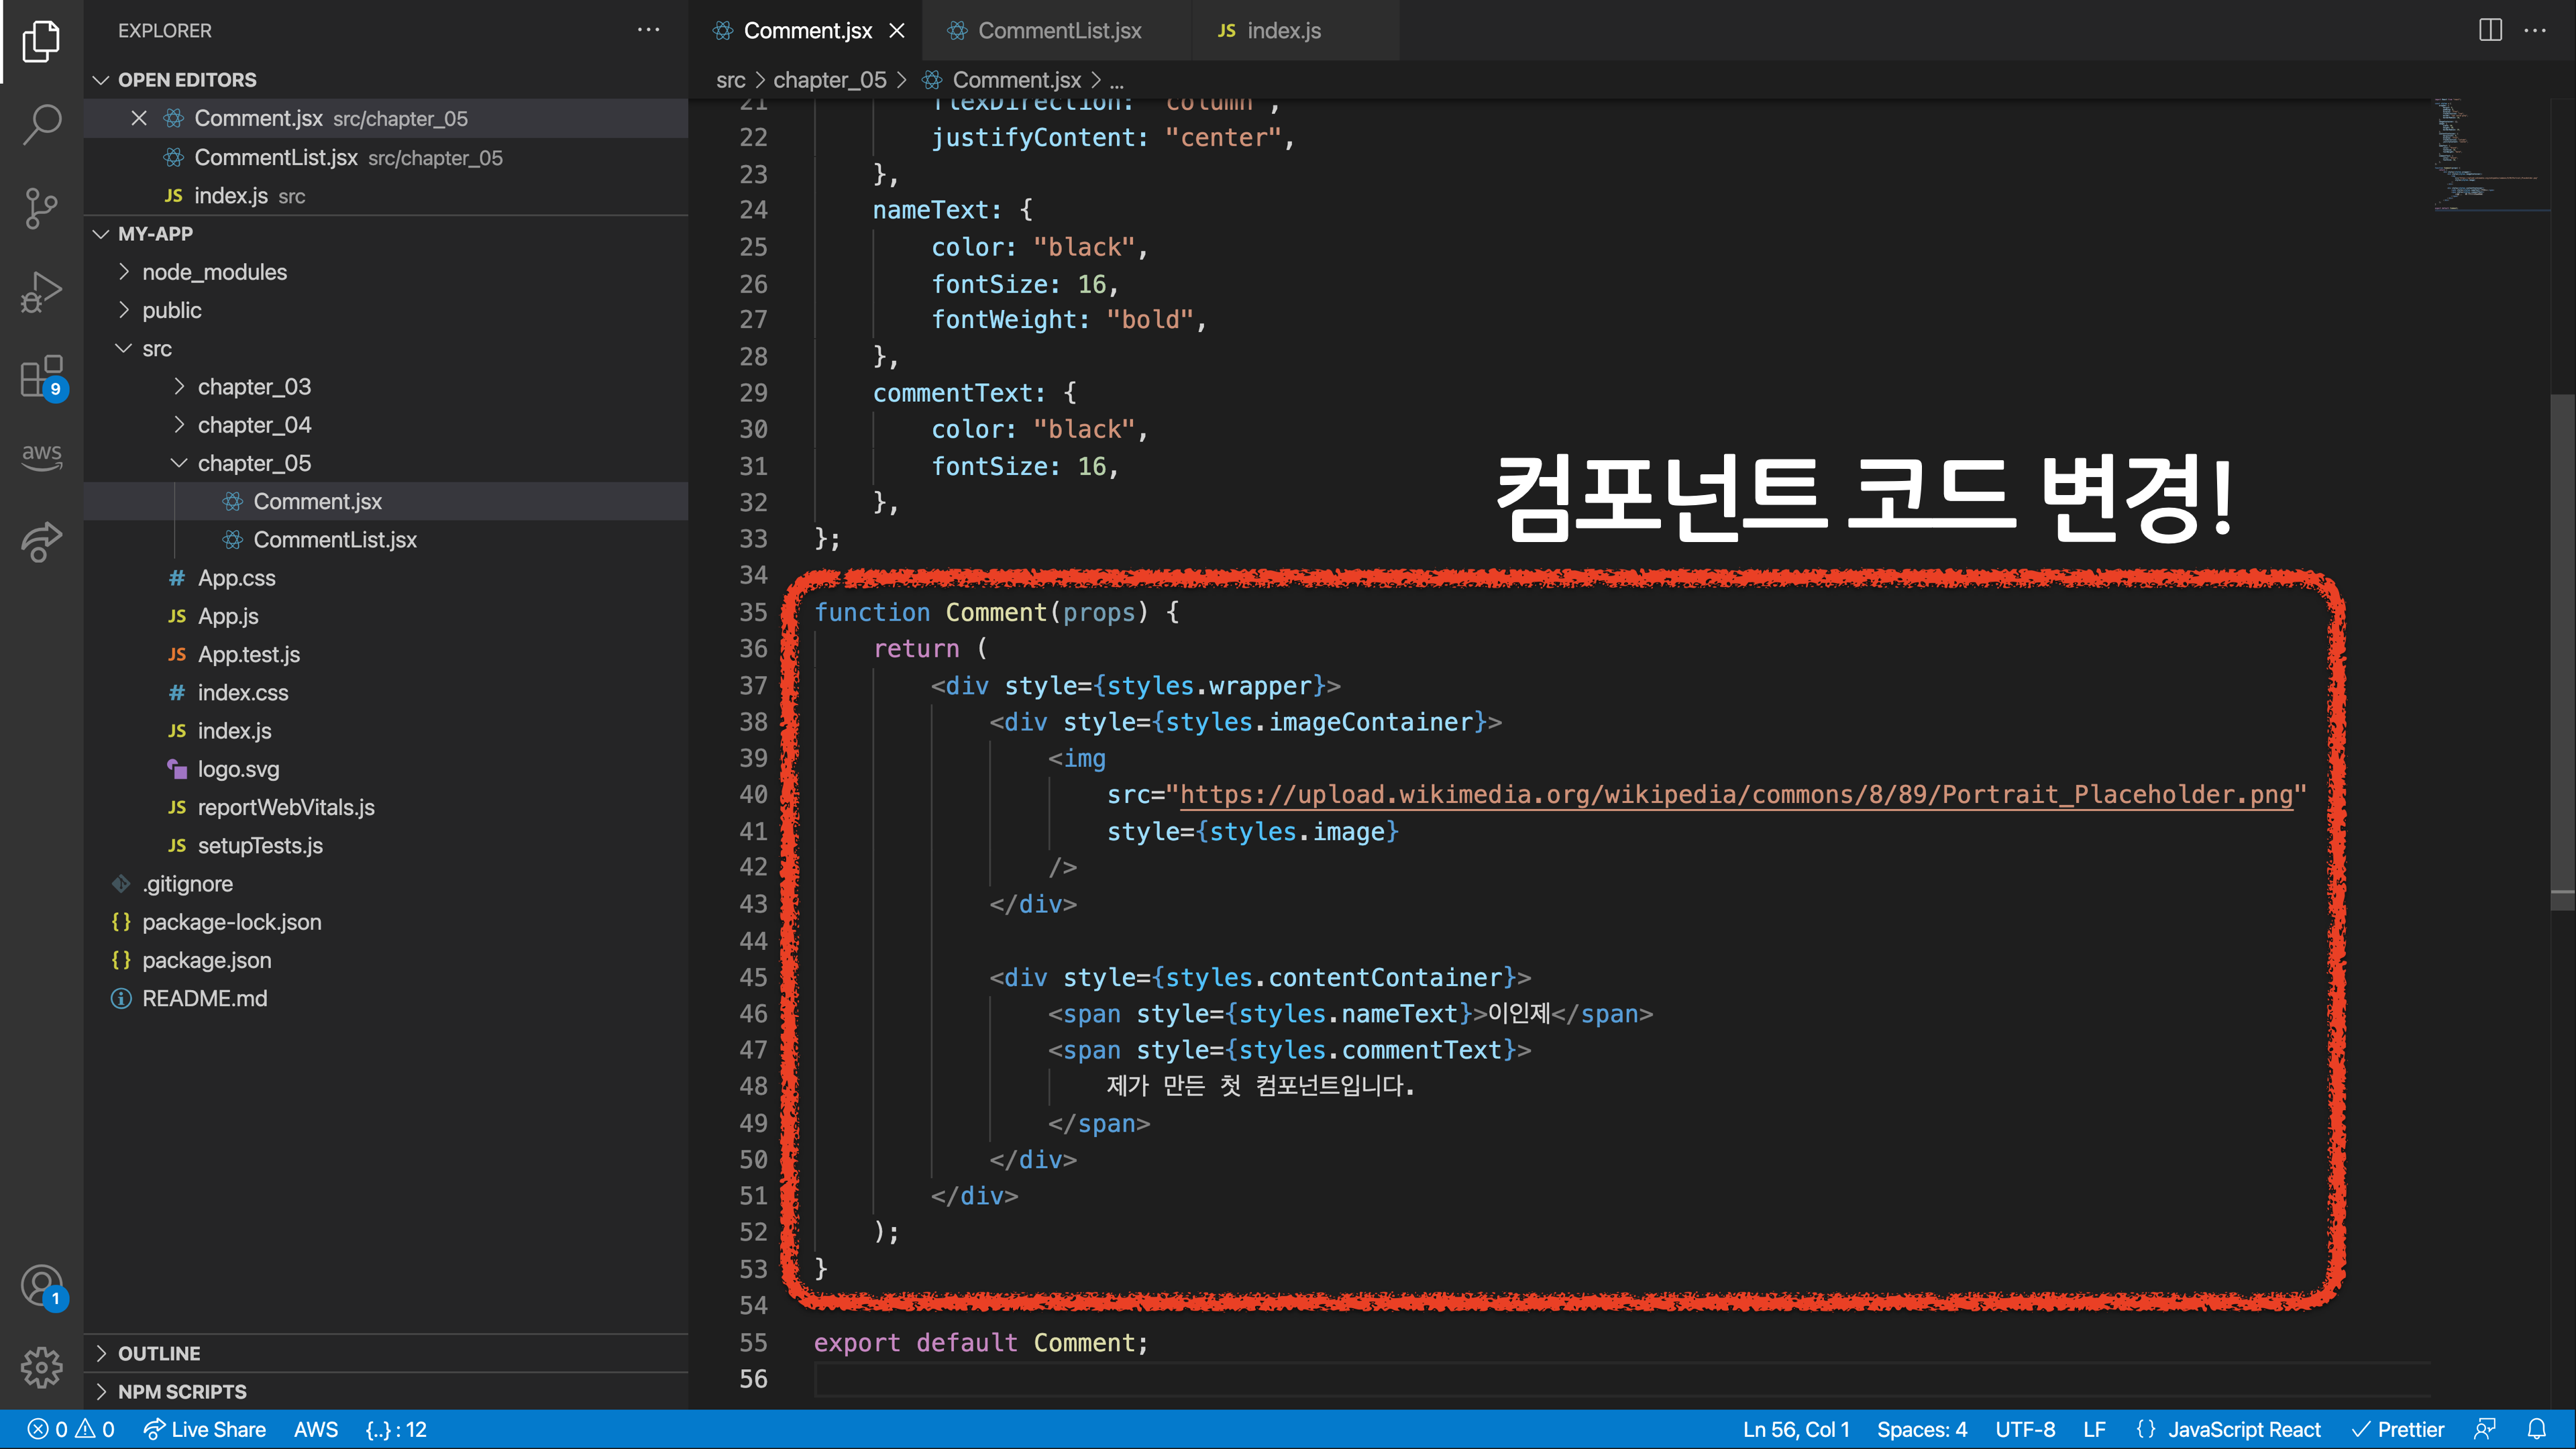 EXPLORER
OPEN EDITORS
Comment.jsx src/chapter_05
CommentList.jsx src/chapter_05
JS index.js src
MY-APP
node_modules
public
src
chapter_03
chapter_04
chapter_05
Comment.jsx
CommentList.jsx
# App.css
JS App.js
JS App.test.js
# index.css
JS index.js
logo.svg
JS reportWebVitals.js
JS setupTests.js
.gitignore
{} package-lock.json
{} package.json
README.md
OUTLINE
NPM SCRIPTS
9
aws
1
Comment.jsx
CommentList.jsx
JS index.js
src > chapter_05 > Comment.jsx > ...
21 flexDirection: "column",
22 justifyContent: "center",
23 },
24 nameText: {
25 color: "black",
26 fontSize: 16,
27 fontWeight: "bold",
28 },
29 commentText: {
30 color: "black",
31 fontSize: 16,
32 },
33 };
컴포넌트 코드 변경!
34
35 function Comment(props) {
36 return (
37 <div style={styles.wrapper}>
38 <div style={styles.imageContainer}>
39 <img
40 src="https://upload.wikimedia.org/wikipedia/commons/8/89/Portrait_Placeholder.png"
41 style={styles.image}
42 />
43 </div>
44
45 <div style={styles.contentContainer}>
46 <span style={styles.nameText}>이인제</span>
47 <span style={styles.commentText}>
48 제가 만든 첫 컴포넌트입니다.
49 </span>
50 </div>
51 </div>
52 );
53 }
54
55 export default Comment;
56
0 0 Live Share AWS {..} : 12
Ln 56, Col 1 Spaces: 4 UTF-8 LF {} JavaScript React Prettier